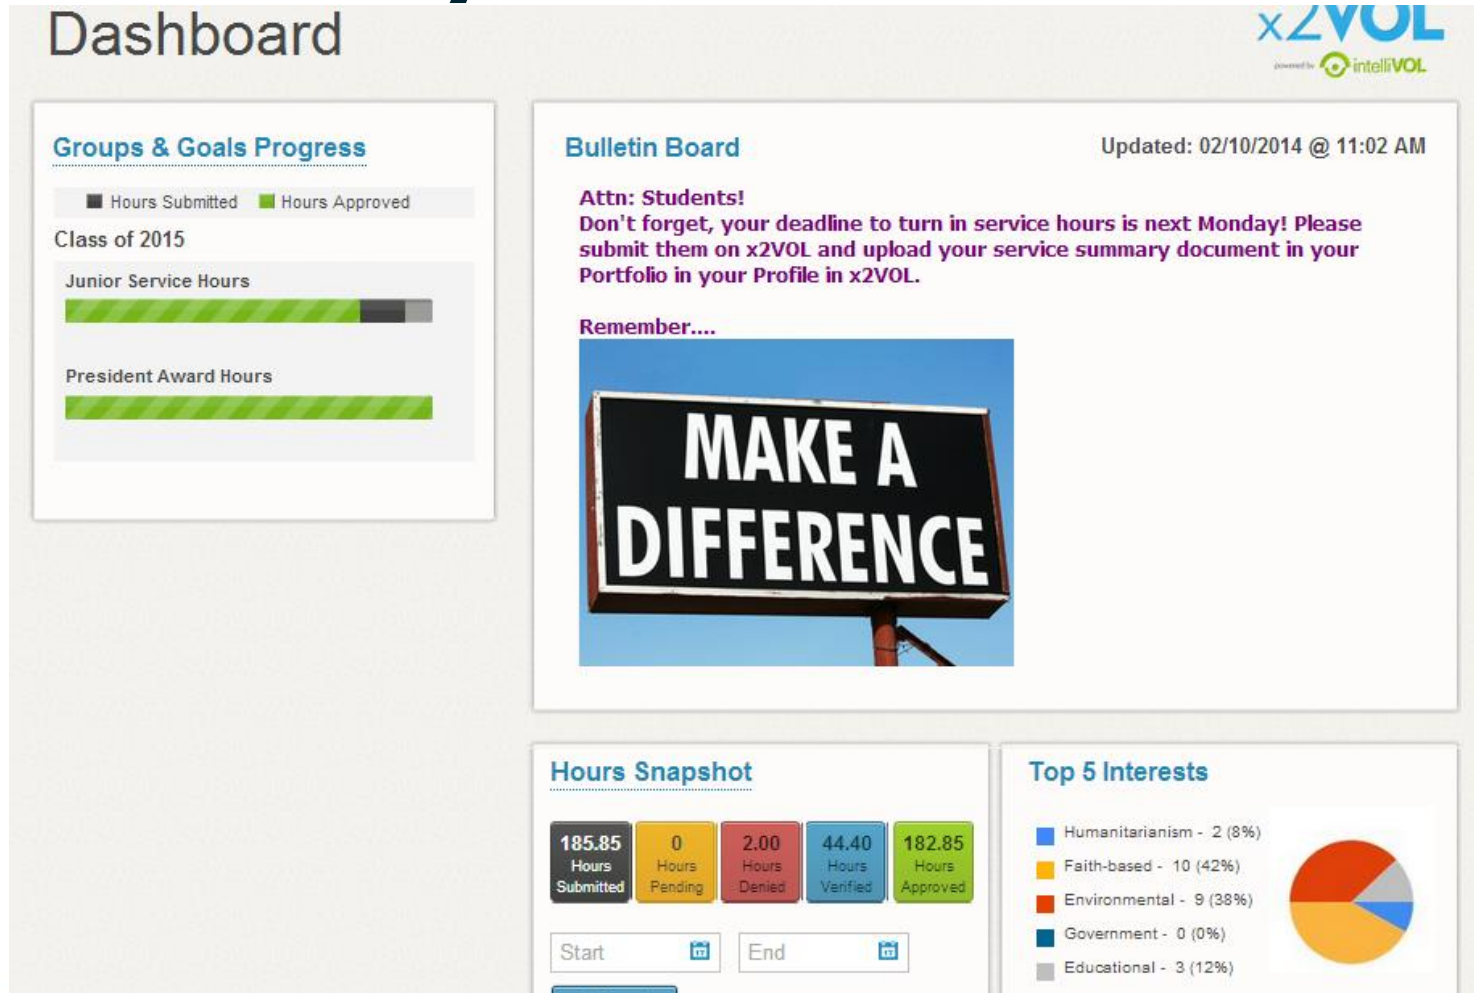 Dashboard
x2VOL
powered by intelliVOL
Groups & Goals Progress
Hours Submitted Hours Approved
Class of 2015
Junior Service Hours
President Award Hours
Bulletin Board
Updated: 02/10/2014 @ 11:02 AM
Attn: Students!
Don't forget, your deadline to turn in service hours is next Monday! Please
submit them on x2VOL and upload your service summary document in your
Portfolio in your Profile in x2VOL.
Remember....
MAKE A
DIFFERENCE
Hours Snapshot
185.85
Hours
Submitted
0
Hours
Pending
2.00
Hours
Denied
44.40
Hours
Verified
182.85
Hours
Approved
Start
End
Top 5 Interests
Humanitarianism - 2 (8%)
Faith-based - 10 (42%)
Environmental - 9 (38%)
Government - 0 (0%)
Educational - 3 (12%)